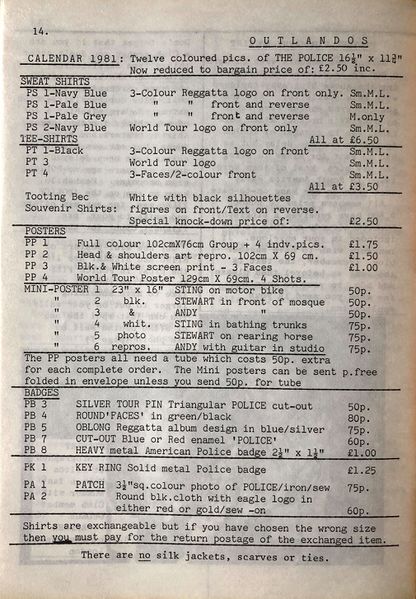 14.
OUTLANDOS
CALENDAR 1981: Twelve coloured pics. of THE POLICE 16½" x 11¾"
Now reduced to bargain price of: £2.50 inc.
SWEAT SHIRTS
PS 1-Navy Blue 3-Colour Reggatta logo on front only. Sm.M.L.
PS 1-Pale Blue " " front and reverse Sm.M.L.
PS 1-Pale Grey " " front and reverse M.only
PS 2-Navy Blue World Tour logo on front only Sm.M.L.
All at £6.50
TEE-SHIRTS
PT 1-Black 3-Colour Reggatta logo on front Sm.M.L.
PT 3 World Tour logo Sm.M.L.
PT 4 3-Faces/2-colour front Sm.M.L.
All at £3.50
Tooting Bec White with black silhouettes
Souvenir Shirts: figures on front/Text on reverse.
Special knock-down price of: £2.50
POSTERS
PP 1 Full colour 102cmX76cm Group + 4 indv.pics. £1.75
PP 2 Head & shoulders art repro. 102cm X 69 cm. £1.50
PP 3 Blk.& White screen print - 3 Faces £1.00
PP 4 World Tour Poster 129cm X 69cm. 4 Shots.
MINI-POSTER 1 23" x 16" STING on motor bike 50p.
" 2 blk. STEWART in front of mosque 50p.
" 3 & ANDY " 50p.
" 4 whit. STING in bathing trunks 75p.
" 5 photo STEWART on rearing horse 75p.
" 6 repros. ANDY with guitar in studio 75p.
The PP posters all need a tube which costs 50p. extra
for each complete order. The Mini posters can be sent p.free
folded in envelope unless you send 50p. for tube
BADGES
PB 3 SILVER TOUR PIN Triangular POLICE cut-out 50p.
PB 4 ROUND 'FACES' in green/black 80p.
PB 5 OBLONG Reggatta album design in blue/silver 75p.
PB 7 CUT-OUT Blue or Red enamel 'POLICE' 60p.
PB 8 HEAVY metal American Police badge 2½" x 1½" £1.00
PK 1 KEY RING Solid metal Police badge £1.25
PA 1 PATCH 3½"sq.colour photo of POLICE/iron/sew 75p.
PA 2 Round blk.cloth with eagle logo in
either red or gold/sew -on 60p.
Shirts are exchangeable but if you have chosen the wrong size
then you must pay for the return postage of the exchanged item.
There are no silk jackets, scarves or ties.